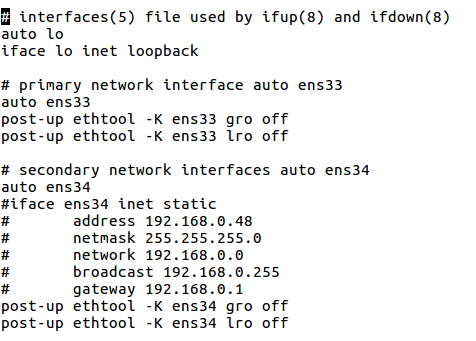 # interfaces(5) file used by ifup(8) and ifdown(8)
auto lo
iface lo inet loopback

# primary network interface auto ens33
auto ens33
post-up ethtool -K ens33 gro off
post-up ethtool -K ens33 lro off

# secondary network interfaces auto ens34
auto ens34
#iface ens34 inet static
#       address 192.168.0.48
#       netmask 255.255.255.0
#       network 192.168.0.0
#       broadcast 192.168.0.255
#       gateway 192.168.0.1
post-up ethtool -K ens34 gro off
post-up ethtool -K ens34 lro off